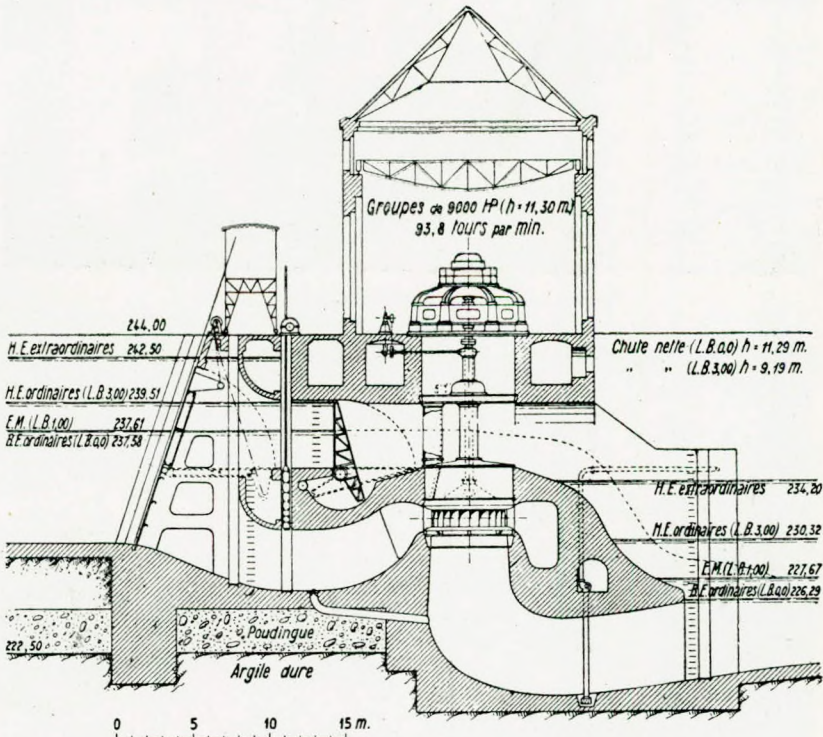 Groupes de 9000 HP (h = 11,30 m.)
93,8 tours par min.
244,00
H.E. extraordinaires 242,50
H.E. ordinaires (L.B. 3,00) 239,51
E.M. (L.B. 1,00) 237,61
B.E. ordinaires (L.B. 0,0) 237,38
Chute nette (L.B. 0,0) h = 11,29 m.
" " (L.B. 3,00) h = 9,19 m.
H.E. extraordinaires 234,20
H.E. ordinaires (L.B. 3,00) 230,32
E.M. (L.B. 1,00) 227,67
B.E. ordinaires (L.B. 0,0) 226,29
222,50
Poudingue
Argile dure
0 5 10 15 m.